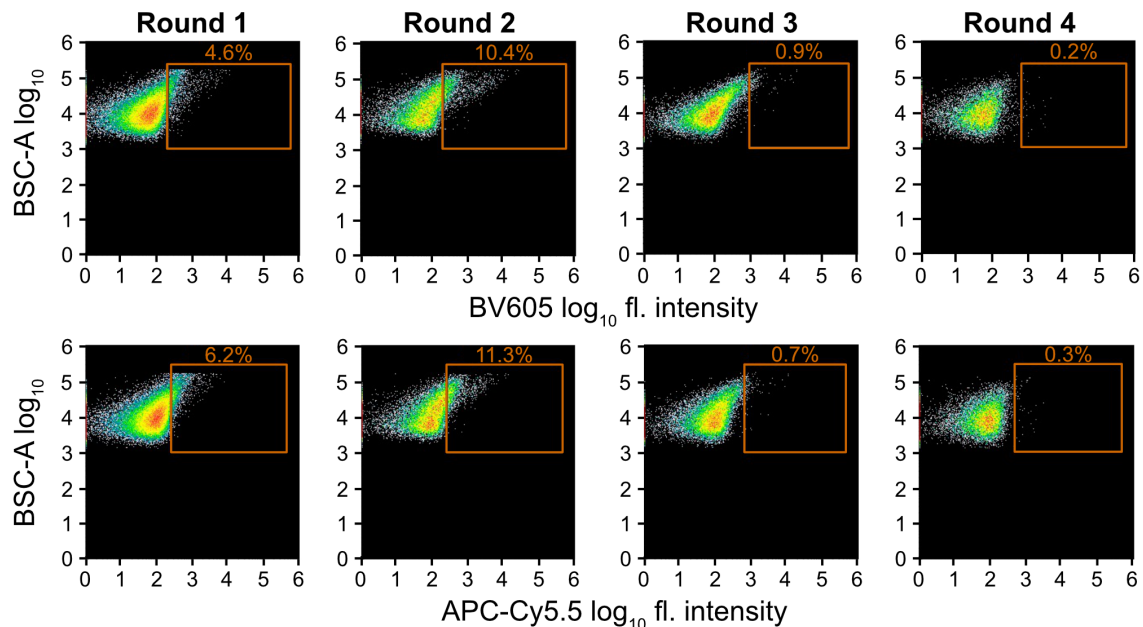 Round 1 Round 2 Round 3 Round 4
4.6% 10.4% 0.9% 0.2%
BSC-A log10
6 6 6 6
5 5 5 5
4 4 4 4
3 3 3 3
2 2 2 2
1 1 1 1
0 0 0 0
0 1 2 3 4 5 6 0 1 2 3 4 5 6 0 1 2 3 4 5 6 0 1 2 3 4 5 6
BV605 log10 fl. intensity
6.2% 11.3% 0.7% 0.3%
BSC-A log10
6 6 6 6
5 5 5 5
4 4 4 4
3 3 3 3
2 2 2 2
1 1 1 1
0 0 0 0
0 1 2 3 4 5 6 0 1 2 3 4 5 6 0 1 2 3 4 5 6 0 1 2 3 4 5 6
APC-Cy5.5 log10 fl. intensity